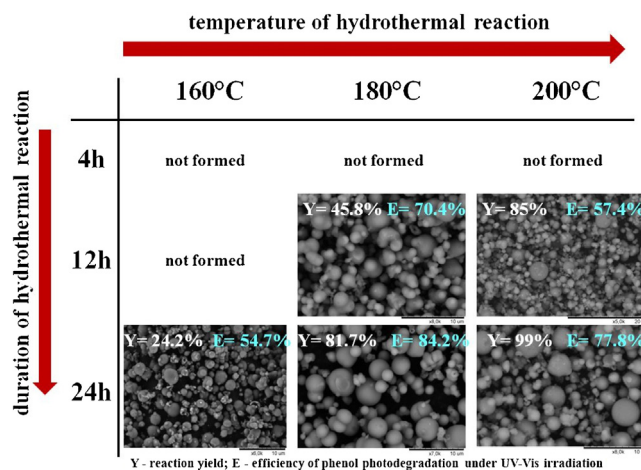 temperature of hydrothermal reaction
duration of hydrothermal reaction
160°C 180°C 200°C
4h not formed not formed not formed
Y= 45.8% E= 70.4% Y= 85% E= 57.4%
12h not formed
Y= 24.2% E= 54.7% Y= 81.7% E= 84.2% Y= 99% E= 77.8%
24h
Y - reaction yield; E - efficiency of phenol photodegradation under UV-Vis irradiation